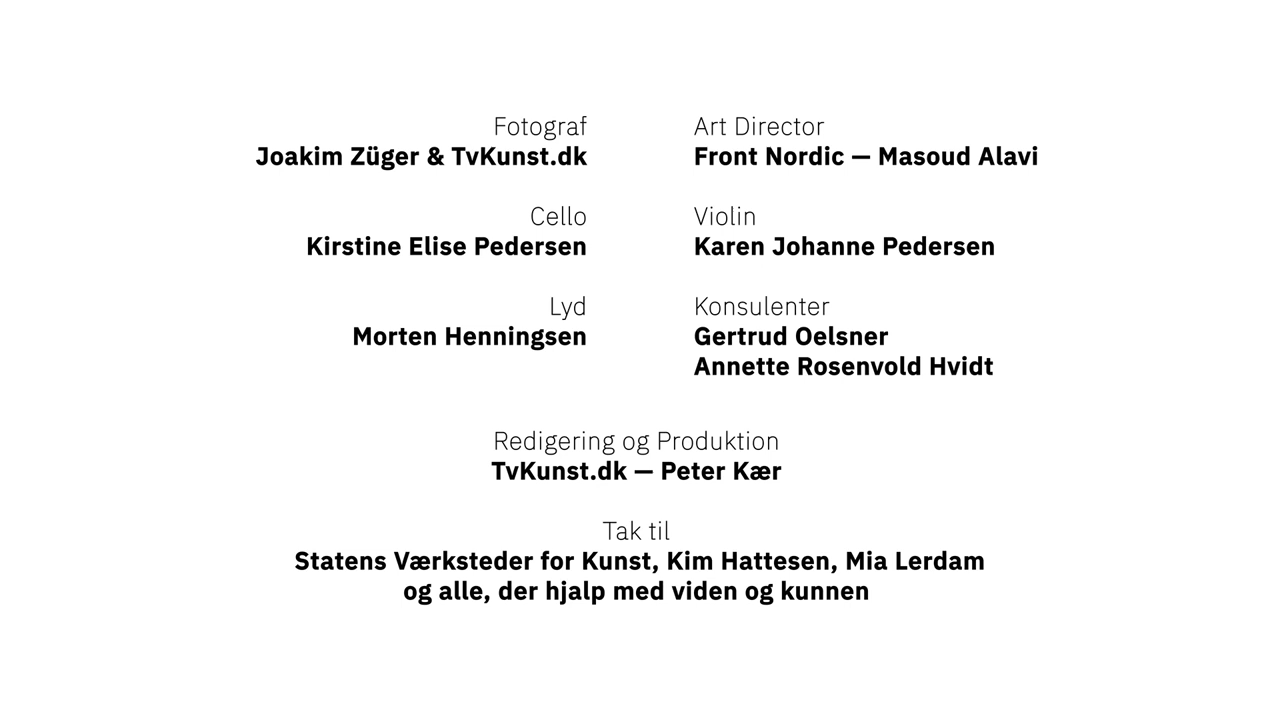 Fotograf
Joakim Züger & TvKunst.dk
Art Director
Front Nordic — Masoud Alavi
Cello
Kirstine Elise Pedersen
Violin
Karen Johanne Pedersen
Lyd
Morten Henningsen
Konsulenter
Gertrud Oelsner
Annette Rosenvold Hvidt
Redigering og Produktion
TvKunst.dk — Peter Kær
Tak til
Statens Værksteder for Kunst, Kim Hattesen, Mia Lerdam
og alle, der hjalp med viden og kunnen